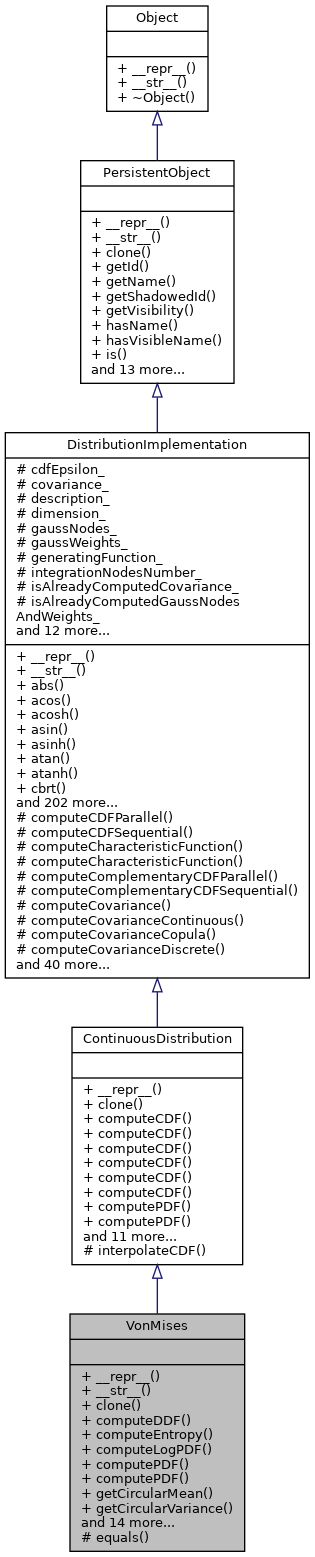 Object
+ __repr__()
+ __str__()
+ ~Object()
PersistentObject
+ __repr__()
+ __str__()
+ clone()
+ getId()
+ getName()
+ getShadowedId()
+ getVisibility()
+ hasName()
+ hasVisibleName()
+ is()
and 13 more...
DistributionImplementation
# cdfEpsilon_
# covariance_
# description_
# dimension_
# gaussNodes_
# gaussWeights_
# generatingFunction_
# integrationNodesNumber_
# isAlreadyComputedCovariance_
# isAlreadyComputedGaussNodes
AndWeights_
and 12 more...
+ __repr__()
+ __str__()
+ abs()
+ acos()
+ acosh()
+ asin()
+ asinh()
+ atan()
+ atanh()
+ cbrt()
and 202 more...
# computeCDFParallel()
# computeCDFSequential()
# computeCharacteristicFunction()
# computeCharacteristicFunction()
# computeComplementaryCDFParallel()
# computeComplementaryCDFSequential()
# computeCovariance()
# computeCovarianceContinuous()
# computeCovarianceCopula()
# computeCovarianceDiscrete()
and 40 more...
ContinuousDistribution
+ __repr__()
+ clone()
+ computeCDF()
+ computeCDF()
+ computeCDF()
+ computeCDF()
+ computeCDF()
+ computeCDF()
+ computePDF()
+ computePDF()
and 11 more...
# interpolateCDF()
VonMises
+ __repr__()
+ __str__()
+ clone()
+ computeDDF()
+ computeEntropy()
+ computeLogPDF()
+ computePDF()
+ computePDF()
+ getCircularMean()
+ getCircularVariance()
and 14 more...
# equals()